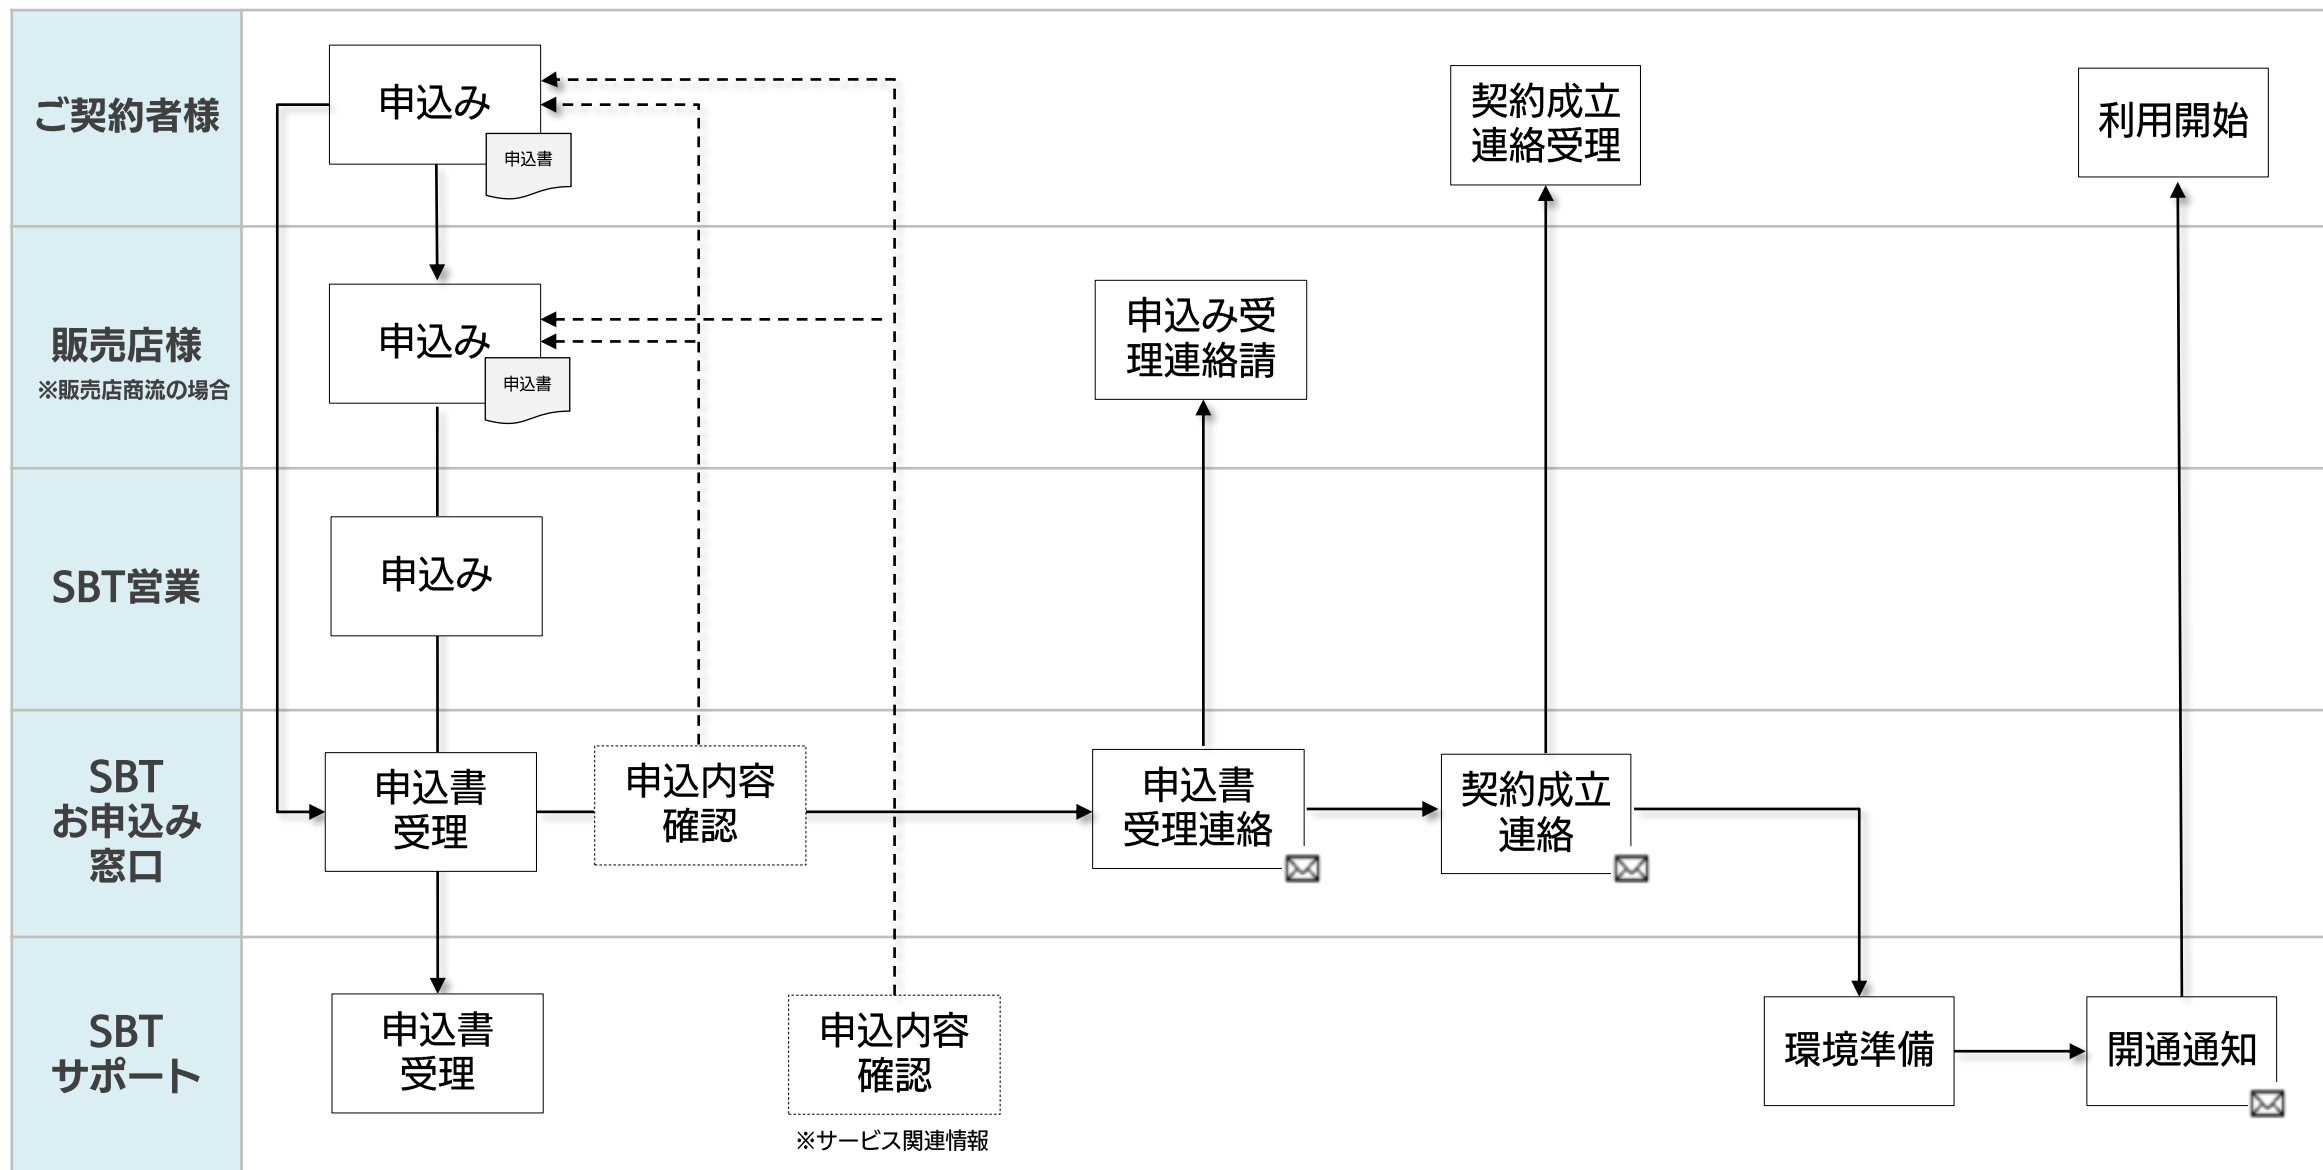 ご契約者様
申込み
申込書
契約成立
連絡受理
利用開始
販売店様
※販売店商流の場合
申込み
申込書
申込み受
理連絡請
SBT営業
申込み
SBT
お申込み
窓口
申込書
受理
申込内容
確認
申込書
受理連絡
契約成立
連絡
SBT
サポート
申込書
受理
申込内容
確認
※サービス関連情報
環境準備
開通通知